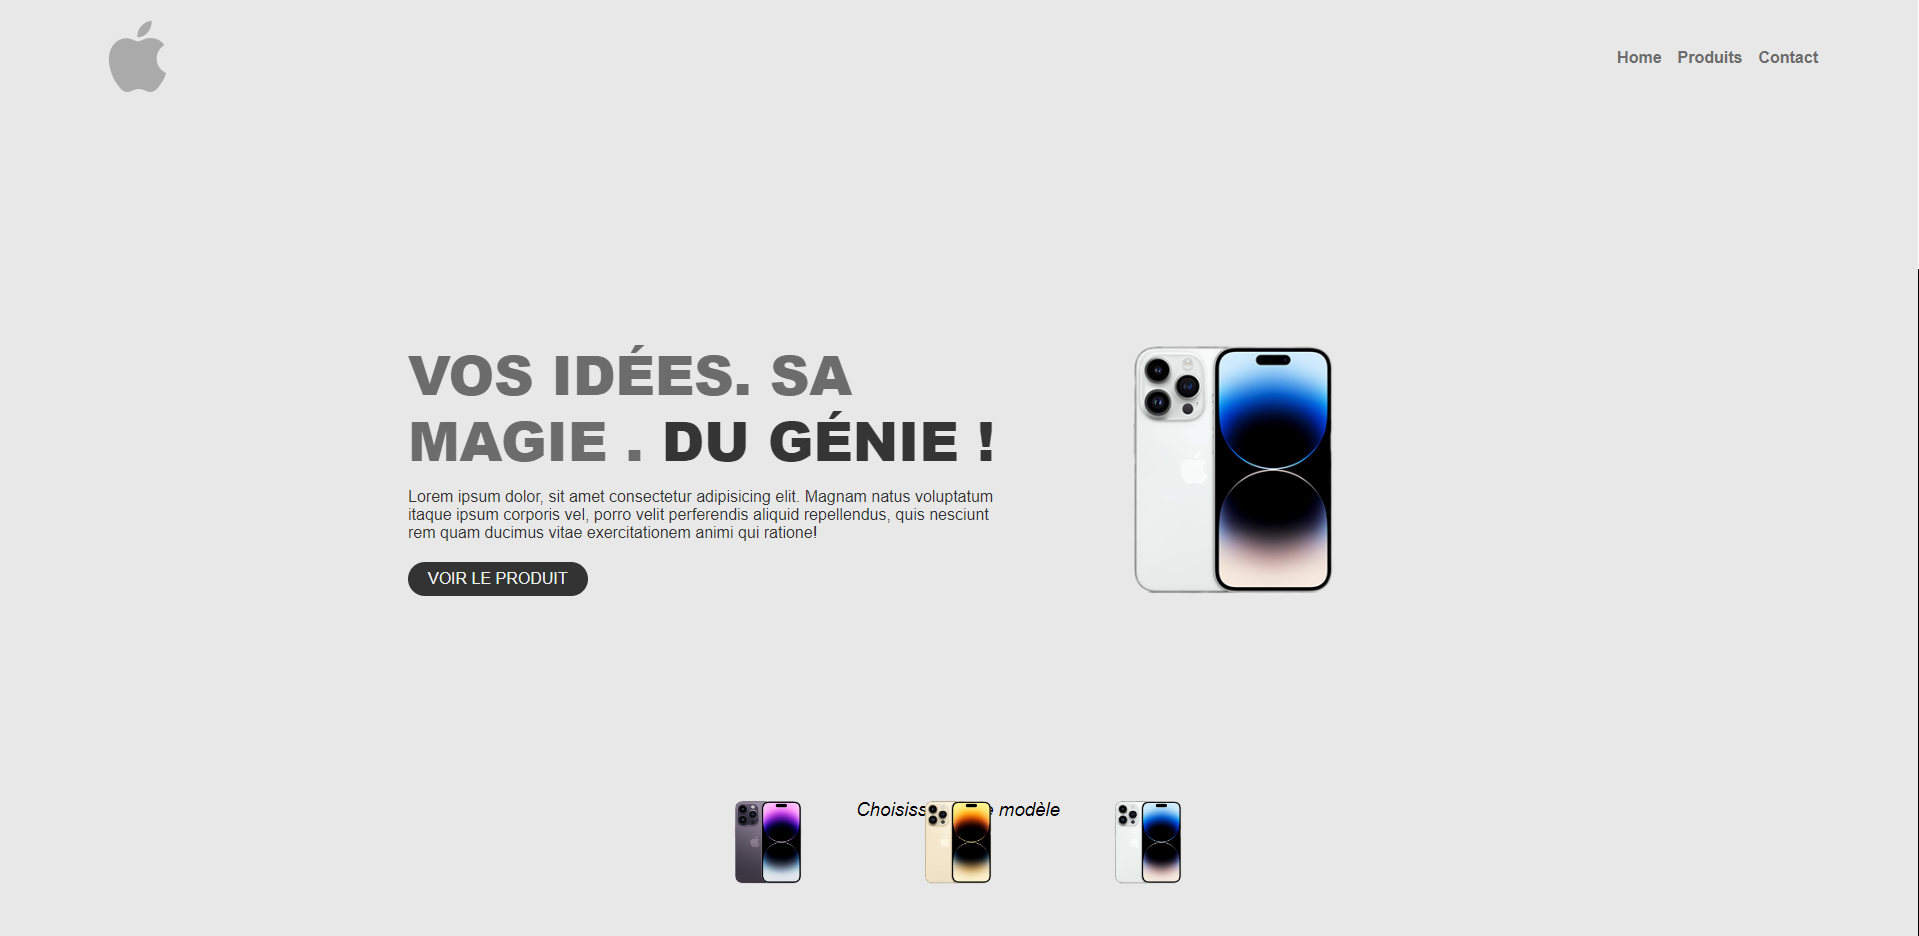 Home Produits Contact
VOS IDÉES. SA
MAGIE . DU GÉNIE !
Lorem ipsum dolor, sit amet consectetur adipisicing elit. Magnam natus voluptatum
itaque ipsum corporis vel, porro velit perferendis aliquid repellendus, quis nesciunt
rem quam ducimus vitae exercitationem animi qui ratione!
VOIR LE PRODUIT
modèle